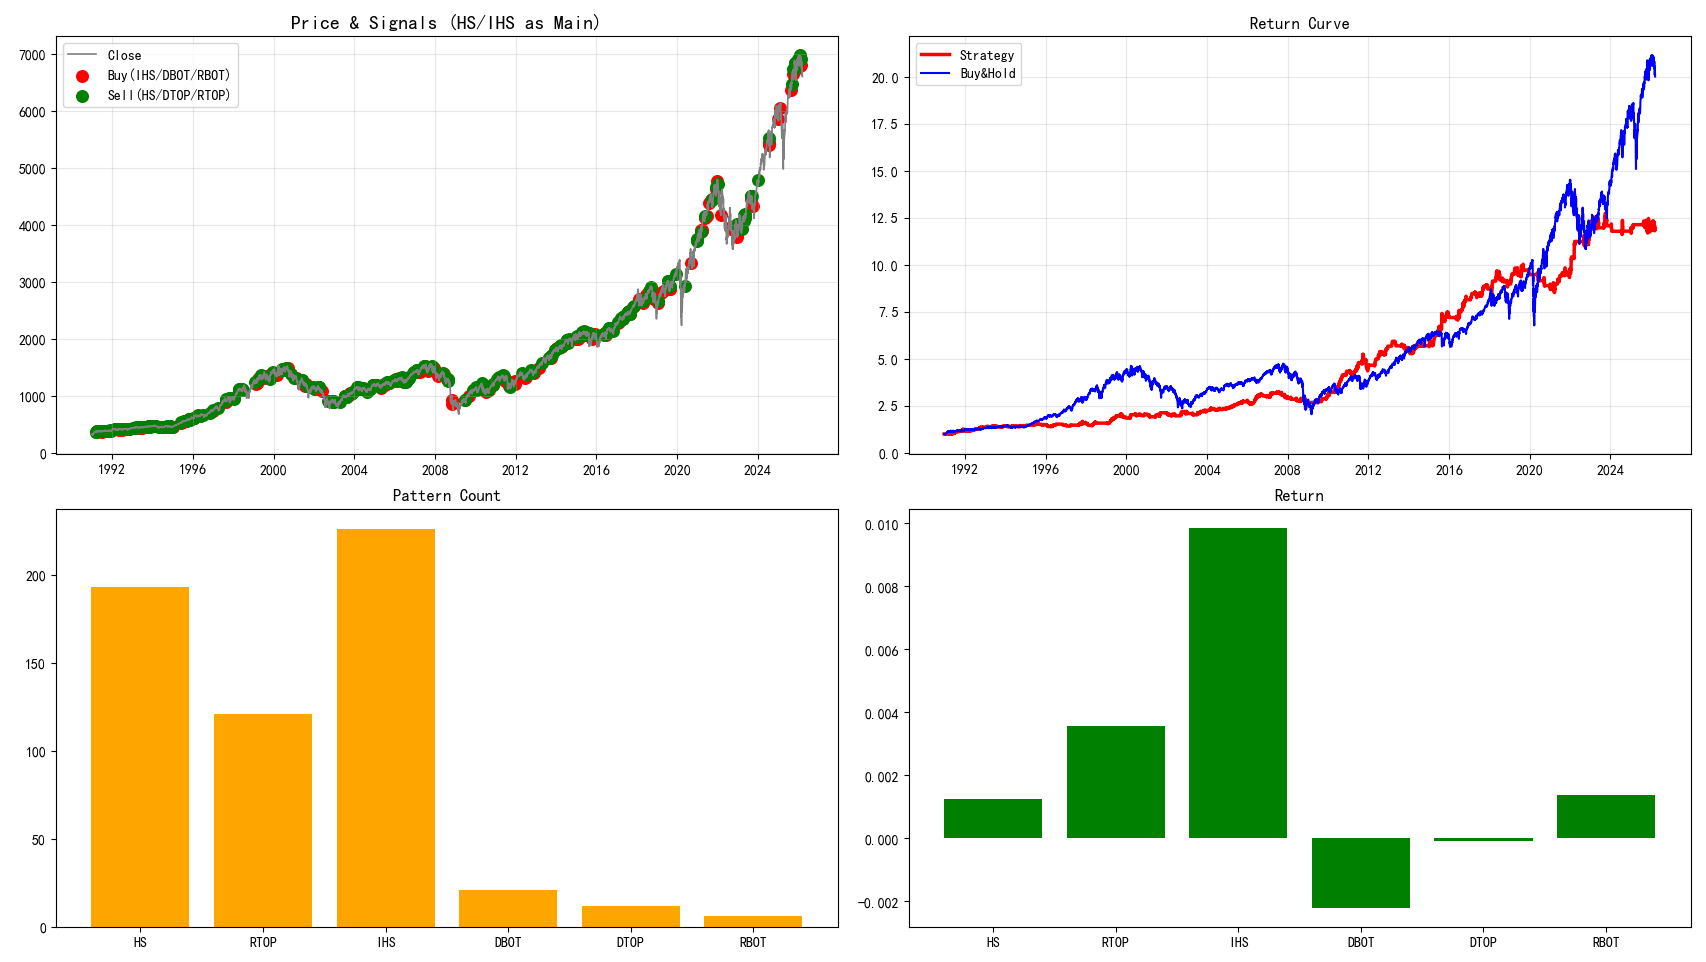 Price & Signals (HS/IHS as Main)
Close
Buy(IHS/DBOT/RBOT)
Sell(HS/DTOP/RTOP)
7000
6000
5000
4000
3000
2000
1000
0
1992 1996 2000 2004 2008 2012 2016 2020 2024
Return Curve
Strategy
Buy&Hold
20.0
17.5
15.0
12.5
10.0
7.5
5.0
2.5
0.0
1992 1996 2000 2004 2008 2012 2016 2020 2024
Pattern Count
200
150
100
50
0
HS RTOP IHS DBOT DTOP RBOT
Return
0.010
0.008
0.006
0.004
0.002
0.000
-0.002
HS RTOP IHS DBOT DTOP RBOT